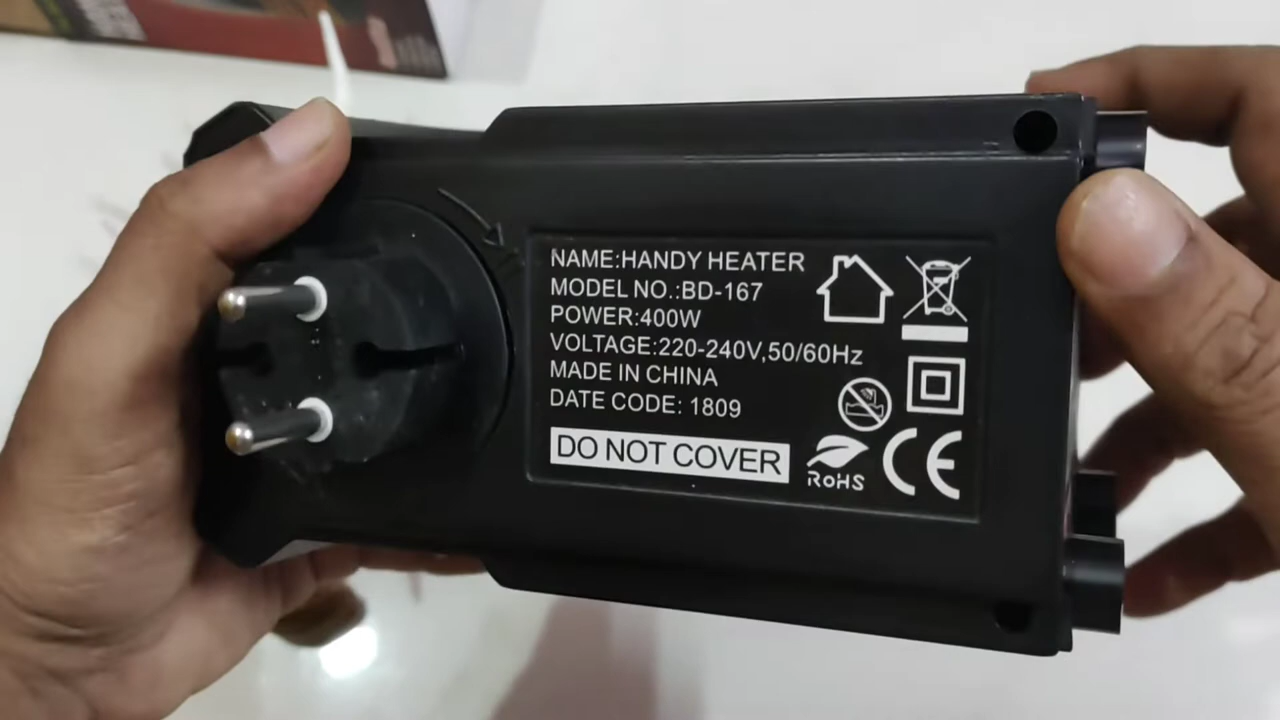 NAME:HANDY HEATER
MODEL NO.:BD-167
POWER:400W
VOLTAGE:220-240V,50/60Hz
MADE IN CHINA
DATE CODE: 1809
DO NOT COVER
RoHS
CE